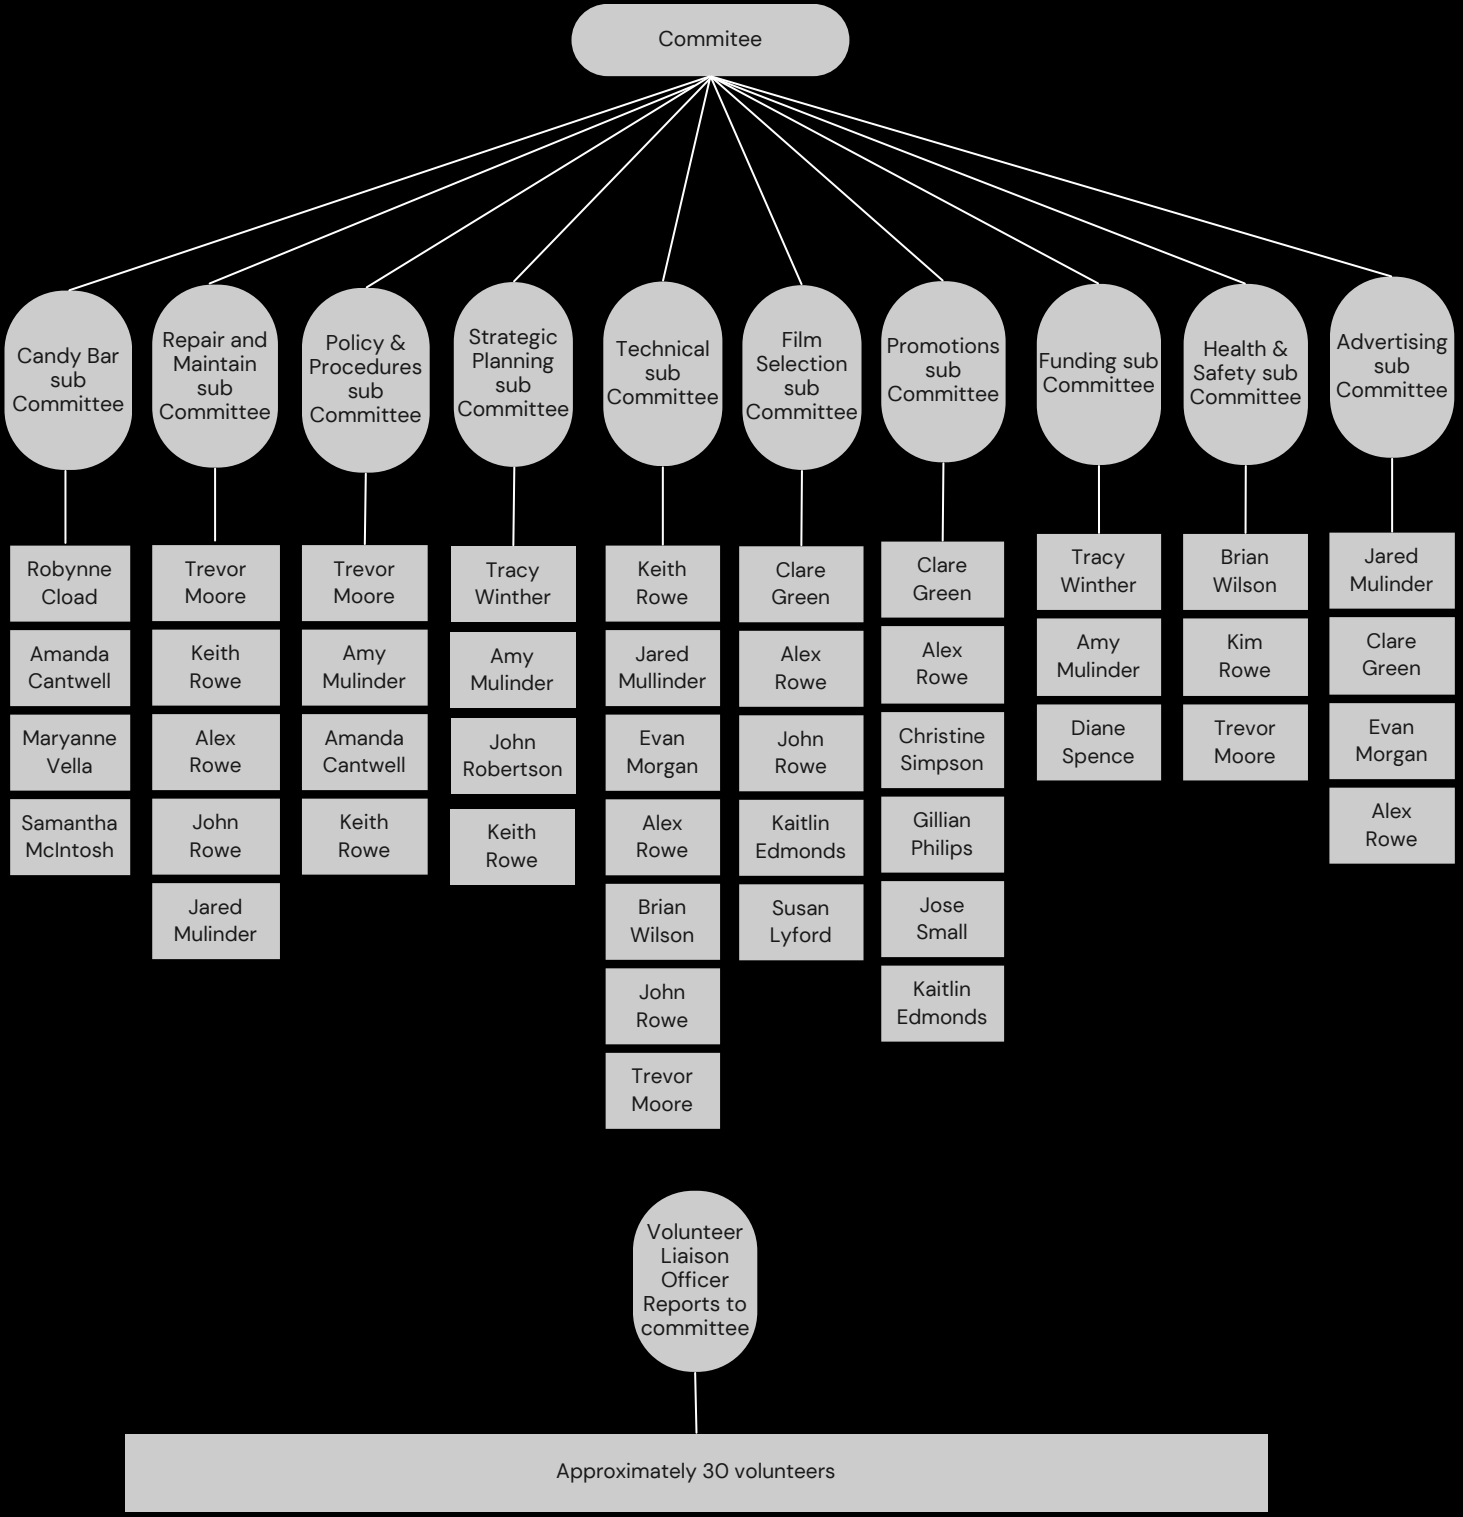 Commitee
Candy Bar
sub
Committee
Repair and
Maintain
sub
Committee
Policy &
Procedures
sub
Committee
Strategic
Planning
sub
Committee
Technical
sub
Committee
Film
Selection
sub
Committee
Promotions
sub
Committee
Funding sub
Committee
Health &
Safety sub
Committee
Advertising
sub
Committee
Robynne
Cload
Amanda
Cantwell
Maryanne
Vella
Samantha
McIntosh
Trevor
Moore
Keith
Rowe
Alex
Rowe
John
Rowe
Jared
Mulinder
Trevor
Moore
Amy
Mulinder
Amanda
Cantwell
Keith
Rowe
Tracy
Winther
Amy
Mulinder
John
Robertson
Keith
Rowe
Keith
Rowe
Jared
Mullinder
Evan
Morgan
Alex
Rowe
Brian
Wilson
John
Rowe
Trevor
Moore
Clare
Green
Alex
Rowe
John
Rowe
Kaitlin
Edmonds
Susan
Lyford
Clare
Green
Alex
Rowe
Christine
Simpson
Gillian
Philips
Jose
Small
Kaitlin
Edmonds
Tracy
Winther
Amy
Mulinder
Diane
Spence
Brian
Wilson
Kim
Rowe
Trevor
Moore
Jared
Mulinder
Clare
Green
Evan
Morgan
Alex
Rowe
Volunteer
Liaison
Officer
Reports to
committee
Approximately 30 volunteers